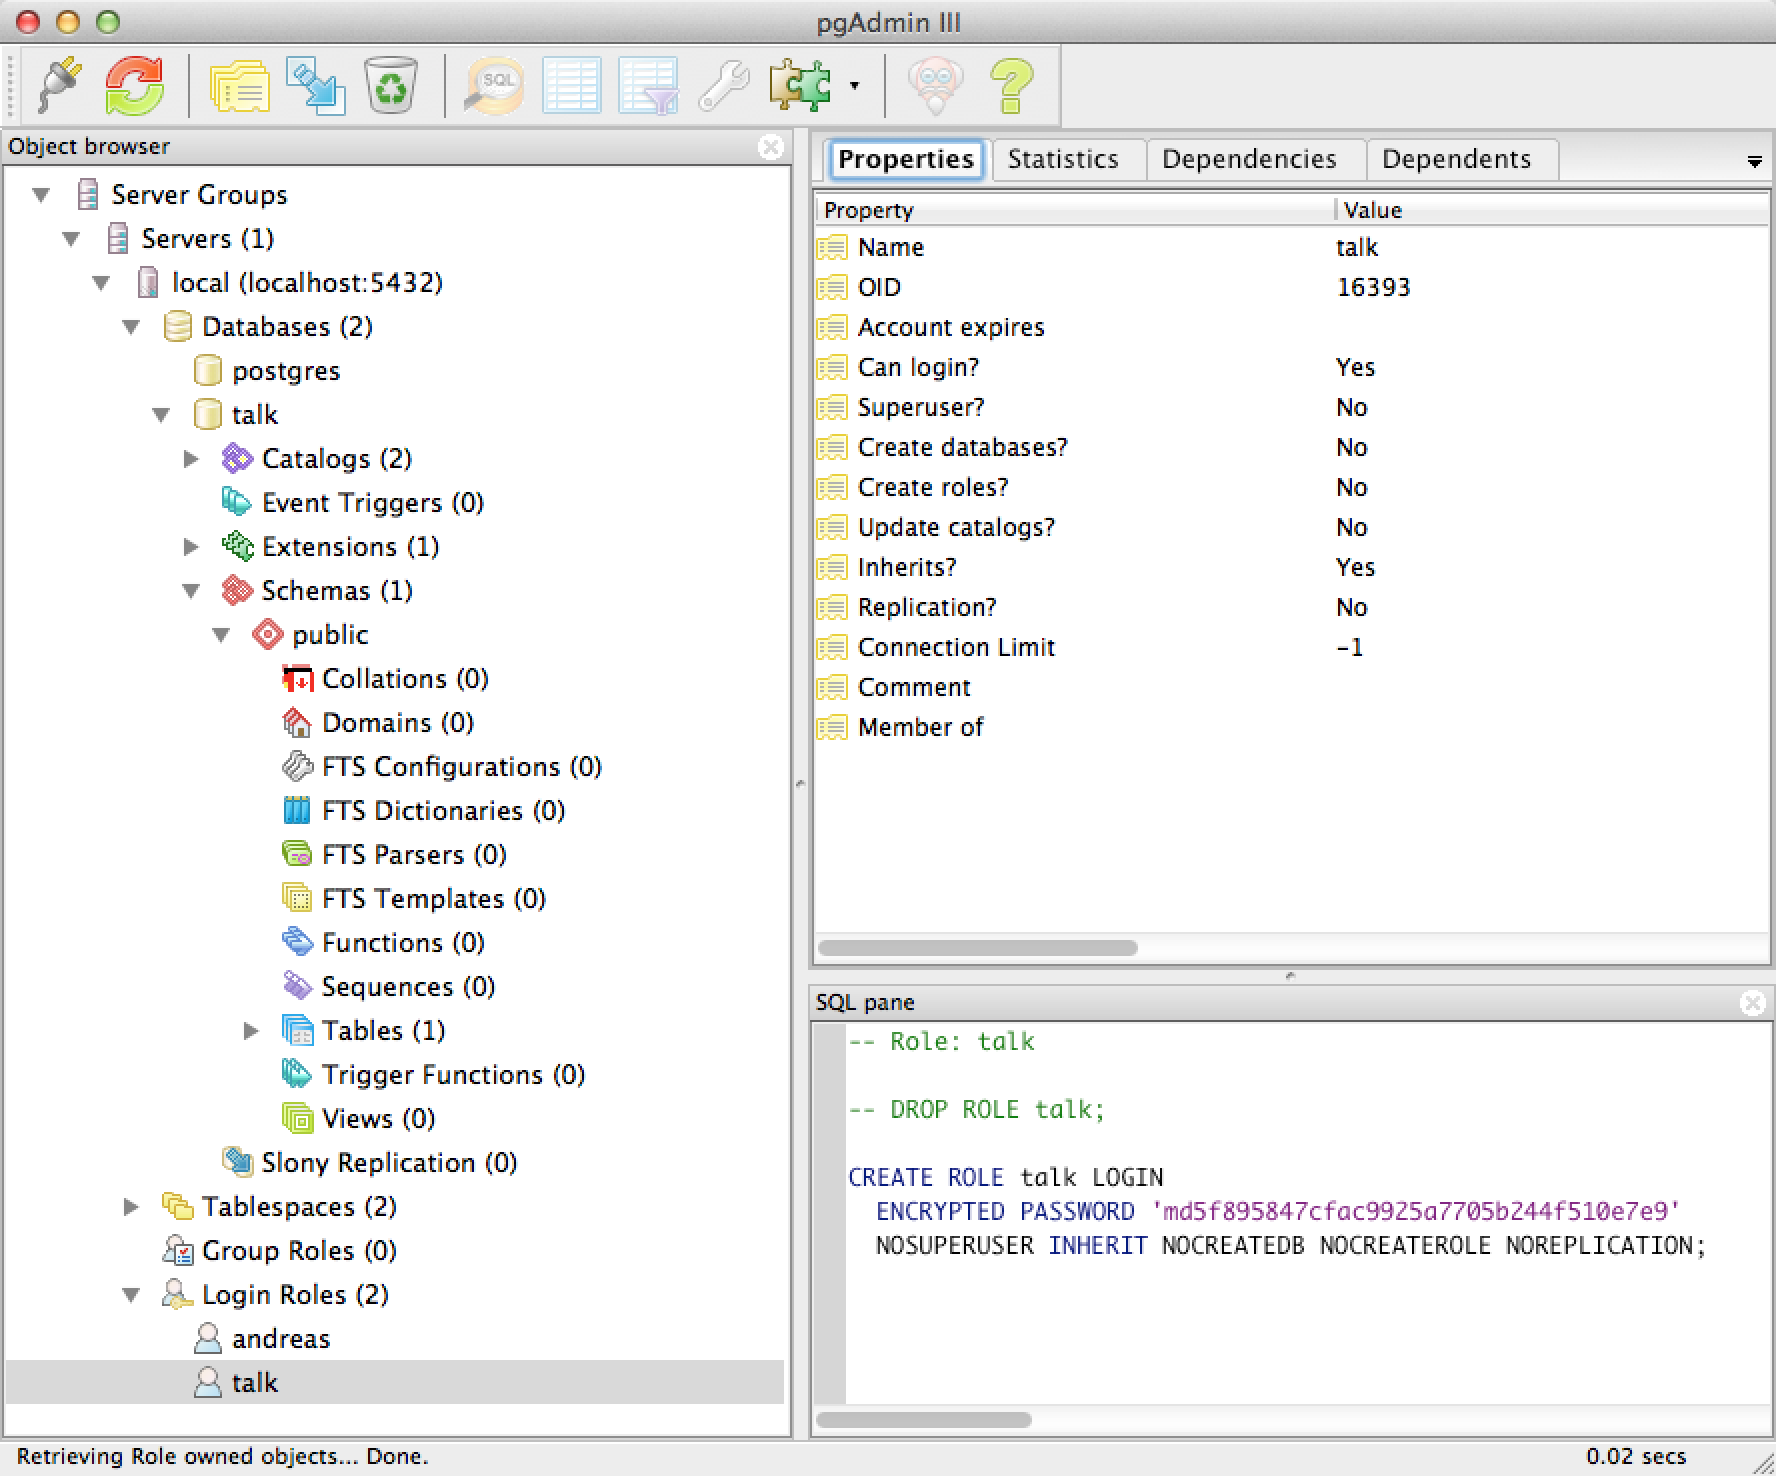 pgAdmin III
SQL
Object browser
Server Groups
Servers (1)
local (localhost:5432)
Databases (2)
postgres
talk
Catalogs (2)
Event Triggers (0)
Extensions (1)
Schemas (1)
public
Collations (0)
Domains (0)
FTS Configurations (0)
FTS Dictionaries (0)
FTS Parsers (0)
FTS Templates (0)
Functions (0)
Sequences (0)
Tables (1)
Trigger Functions (0)
Views (0)
Slony Replication (0)
Tablespaces (2)
Group Roles (0)
Login Roles (2)
andreas
talk
Properties Statistics Dependencies Dependents
Property Value
Name talk
OID 16393
Account expires
Can login? Yes
Superuser? No
Create databases? No
Create roles? No
Update catalogs? No
Inherits? Yes
Replication? No
Connection Limit -1
Comment
Member of
SQL pane
-- Role: talk
-- DROP ROLE talk;
CREATE ROLE talk LOGIN
ENCRYPTED PASSWORD 'md5f895847cfac9925a7705b244f510e7e9'
NOSUPERUSER INHERIT NOCREATEDB NOCREATEROLE NOREPLICATION;
Retrieving Role owned objects... Done.
0.02 secs